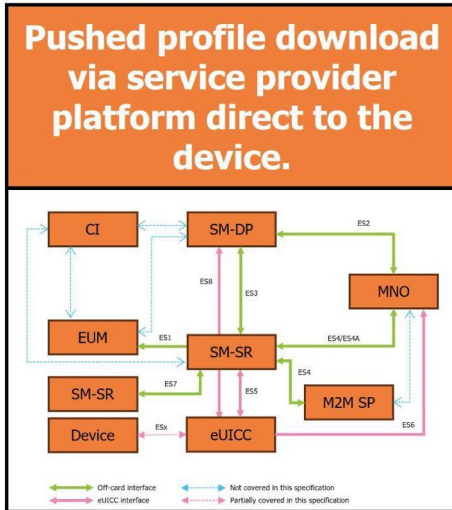 Pushed profile download
via service provider
platform direct to the
device.
CI
SM-DP
ES2
MNO
ES8
ES3
EUM
ES1
SM-SR
ES4/ES4A
SM-SR
ES7
ES5
ES4
M2M SP
ES6
Device
ESx
eUICC
Off-card interface
Not covered in this specification
eUICC interface
Partially covered in this specification